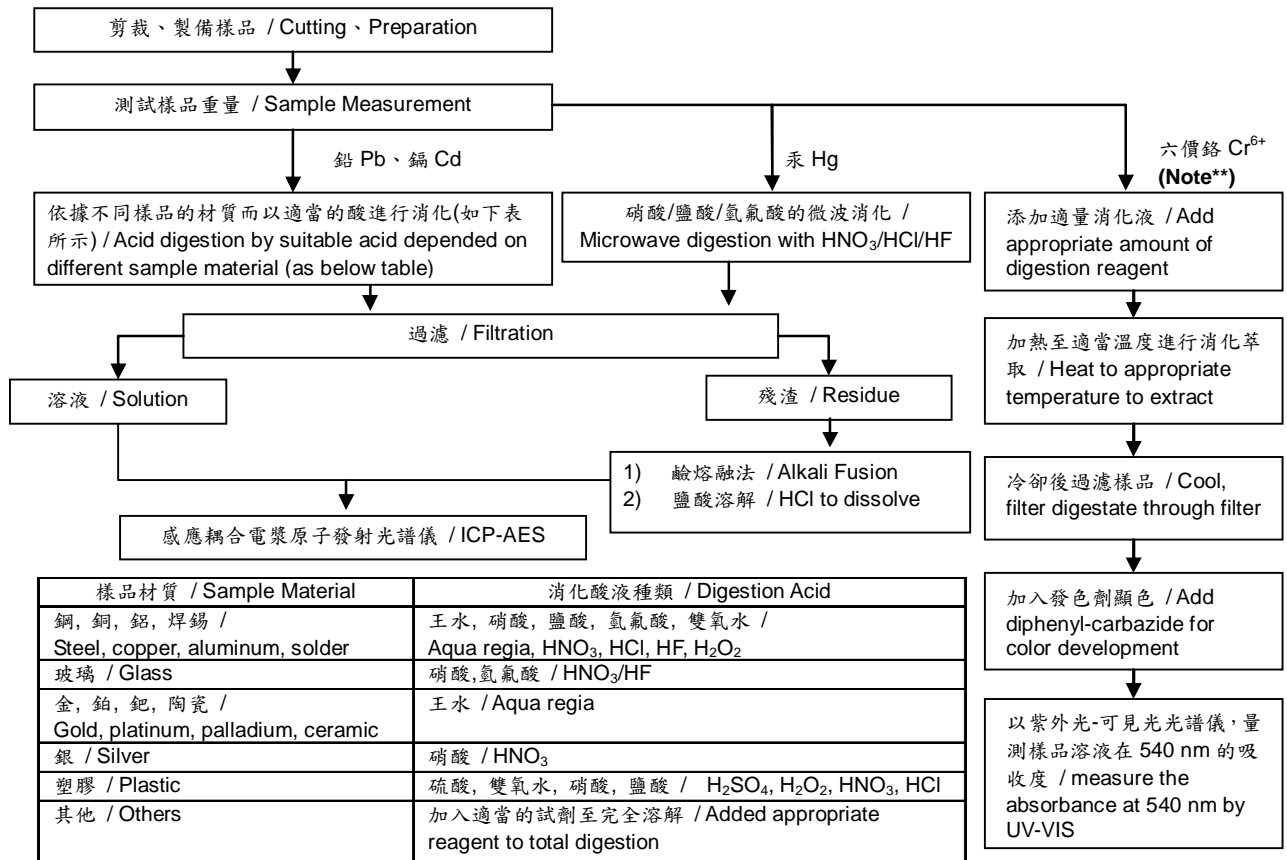 剪裁、製備樣品 / Cutting、Preparation
測試樣品重量 / Sample Measurement
鉛 Pb、鎘 Cd
汞 Hg
六價鉻 Cr⁶⁺
(Note**)
依據不同樣品的材質而以適當的酸進行消化(如下表
所示) / Acid digestion by suitable acid depended on
different sample material (as below table)
硝酸/鹽酸/氫氟酸的微波消化 /
Microwave digestion with HNO₃/HCl/HF
添加適量消化液 / Add
appropriate amount of
digestion reagent
過濾 / Filtration
加熱至適當溫度進行消化萃
取 / Heat to appropriate
temperature to extract
溶液 / Solution
殘渣 / Residue
1) 鹼熔融法 / Alkali Fusion
2) 鹽酸溶解 / HCl to dissolve
冷卻後過濾樣品 / Cool,
filter digestate through filter
感應耦合電漿原子發射光譜儀 / ICP-AES
加入發色劑顯色 / Add
diphenyl-carbazide for
color development
以紫外光-可見光光譜儀，量
測樣品溶液在 540 nm 的吸
收度 / measure the
absorbance at 540 nm by
UV-VIS
樣品材質 / Sample Material
消化酸液種類 / Digestion Acid
鋼, 銅, 鋁, 焊錫 /
Steel, copper, aluminum, solder
王水, 硝酸, 鹽酸, 氫氟酸, 雙氧水 /
Aqua regia, HNO₃, HCl, HF, H₂O₂
玻璃 / Glass
硝酸,氫氟酸 / HNO₃/HF
金, 鉑, 鈀, 陶瓷 /
Gold, platinum, palladium, ceramic
王水 / Aqua regia
銀 / Silver
硝酸 / HNO₃
塑膠 / Plastic
硫酸, 雙氧水, 硝酸, 鹽酸 / H₂SO₄, H₂O₂, HNO₃, HCl
其他 / Others
加入適當的試劑至完全溶解 / Added appropriate
reagent to total digestion